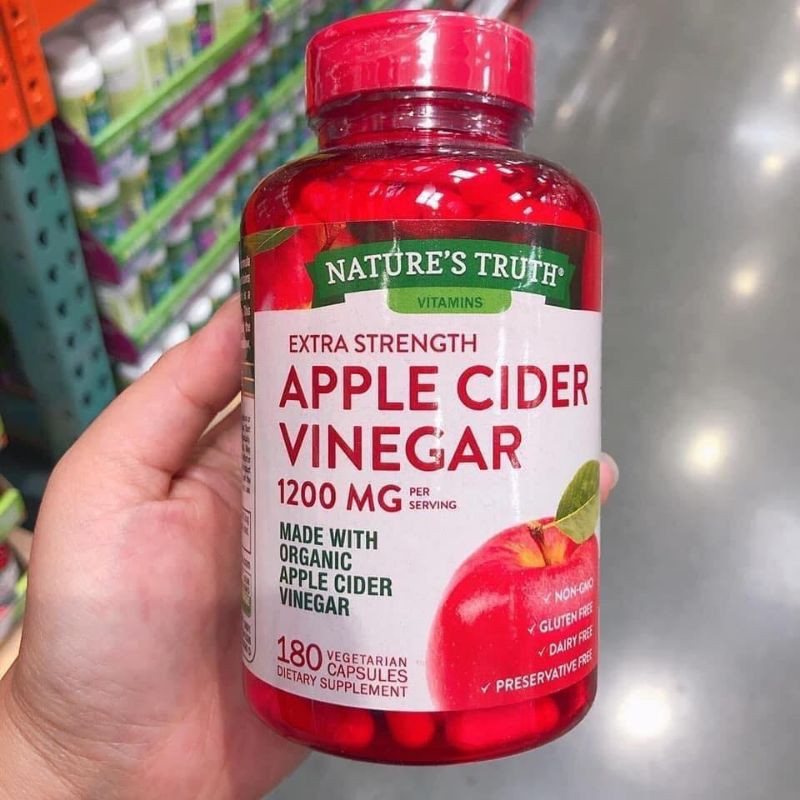 NATURE'S TRUTH®
VITAMINS
EXTRA STRENGTH
APPLE CIDER
VINEGAR
1200 MG PER
SERVING
MADE WITH
ORGANIC
APPLE CIDER
VINEGAR
180 VEGETARIAN
CAPSULES
DIETARY SUPPLEMENT
✓ NON-GMO
✓ GLUTEN FREE
✓ DAIRY FREE
✓ PRESERVATIVE FREE